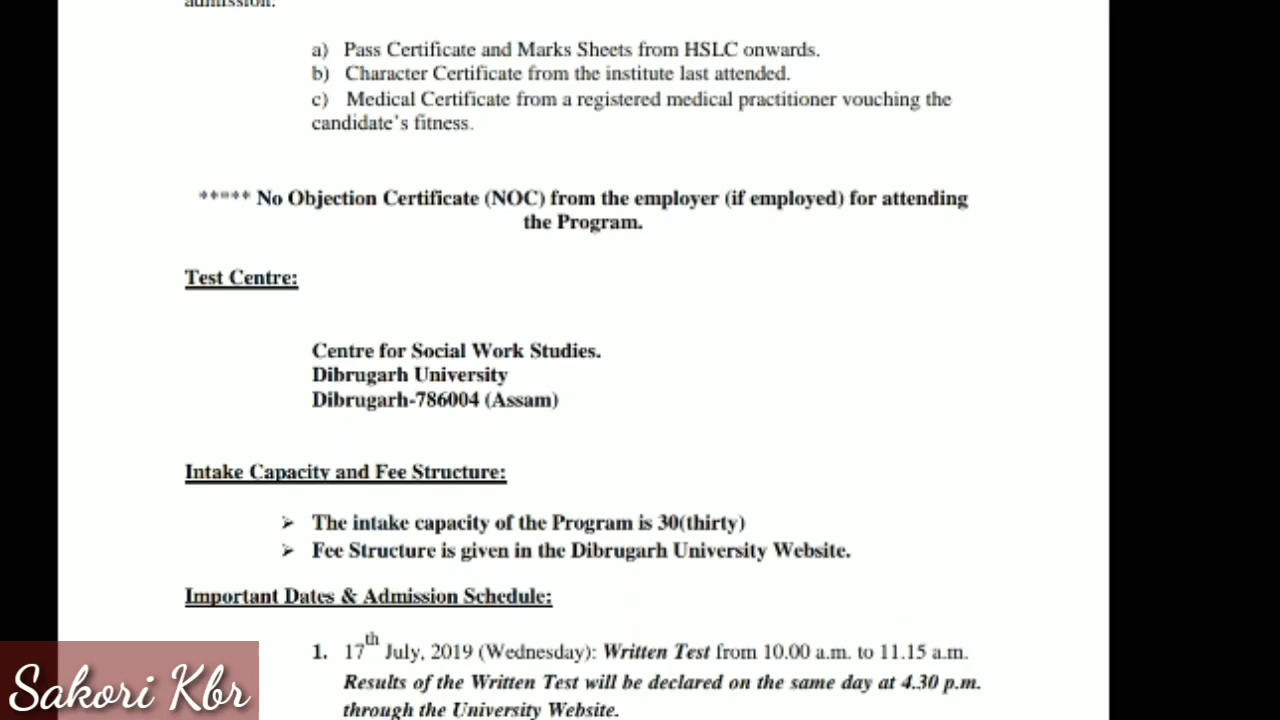 admission.
a) Pass Certificate and Marks Sheets from HSLC onwards.
b) Character Certificate from the institute last attended.
c) Medical Certificate from a registered medical practitioner vouching the
candidate's fitness.
***** No Objection Certificate (NOC) from the employer (if employed) for attending
the Program.
Test Centre:
Centre for Social Work Studies.
Dibrugarh University
Dibrugarh-786004 (Assam)
Intake Capacity and Fee Structure:
➢ The intake capacity of the Program is 30(thirty)
➢ Fee Structure is given in the Dibrugarh University Website.
Important Dates & Admission Schedule:
1. 17th July, 2019 (Wednesday): Written Test from 10.00 a.m. to 11.15 a.m.
Results of the Written Test will be declared on the same day at 4.30 p.m.
through the University Website.
Sakori Kbr